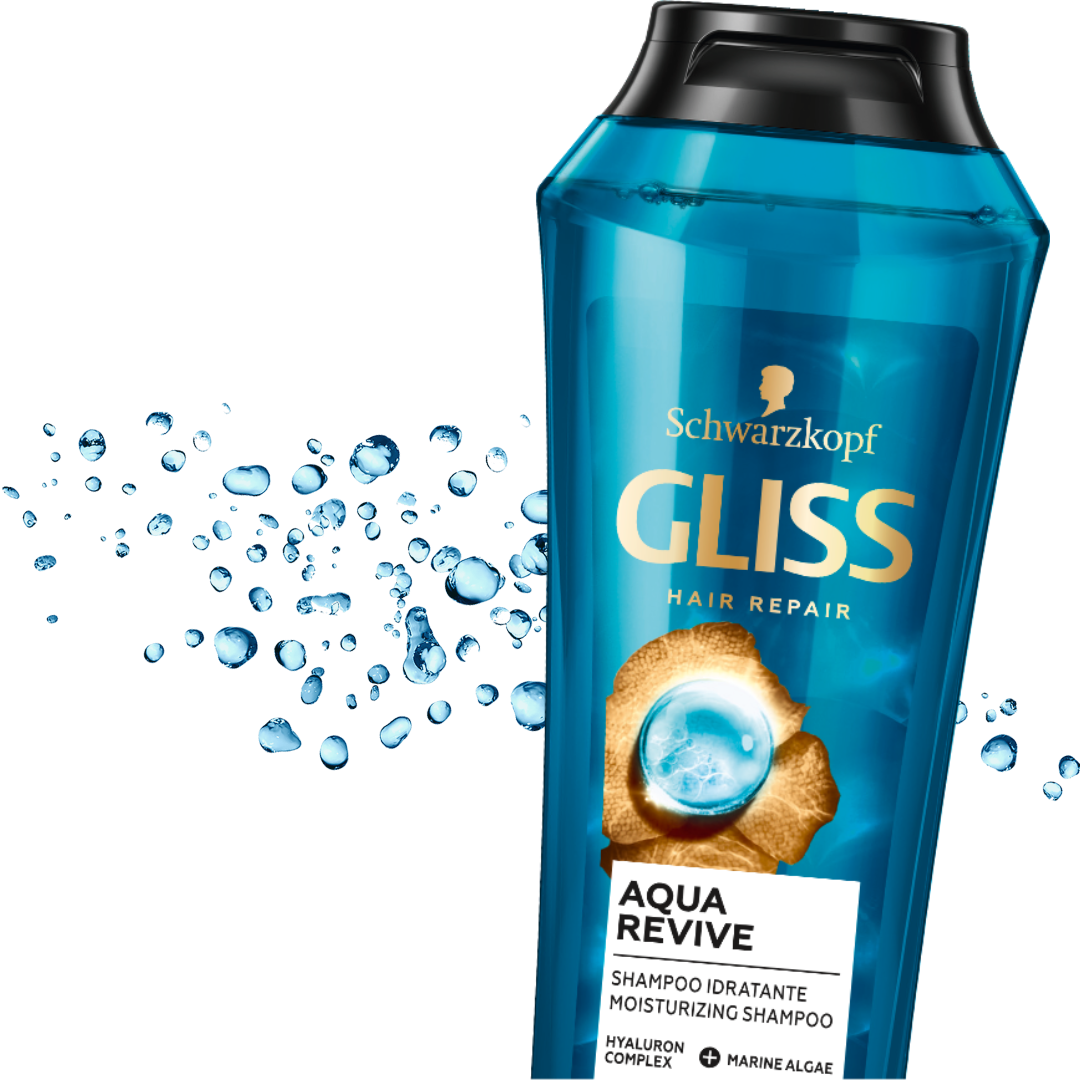 Schwarzkopf
GLISS
HAIR REPAIR
AQUA
REVIVE
SHAMPOO IDRATANTE
MOISTURIZING SHAMPOO
HYALURON
COMPLEX + MARINE ALGAE